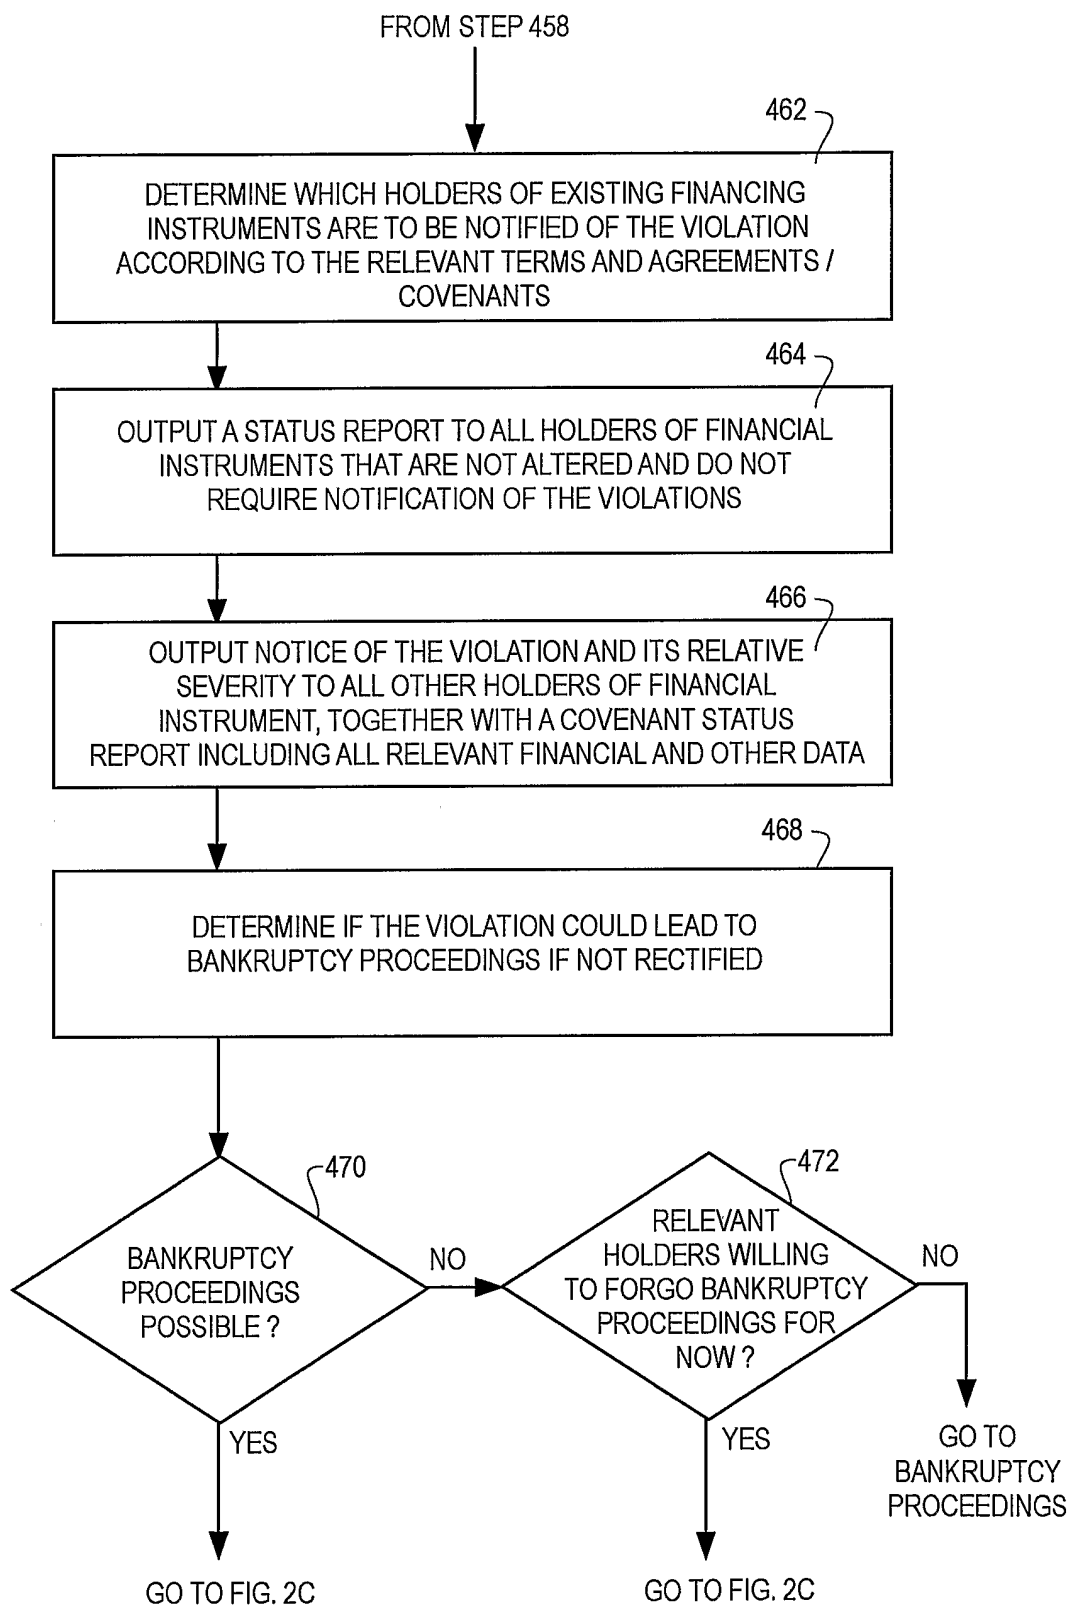 FROM STEP 458
462
DETERMINE WHICH HOLDERS OF EXISTING FINANCING
INSTRUMENTS ARE TO BE NOTIFIED OF THE VIOLATION
ACCORDING TO THE RELEVANT TERMS AND AGREEMENTS /
COVENANTS
464
OUTPUT A STATUS REPORT TO ALL HOLDERS OF FINANCIAL
INSTRUMENTS THAT ARE NOT ALTERED AND DO NOT
REQUIRE NOTIFICATION OF THE VIOLATIONS
466
OUTPUT NOTICE OF THE VIOLATION AND ITS RELATIVE
SEVERITY TO ALL OTHER HOLDERS OF FINANCIAL
INSTRUMENT, TOGETHER WITH A COVENANT STATUS
REPORT INCLUDING ALL RELEVANT FINANCIAL AND OTHER DATA
468
DETERMINE IF THE VIOLATION COULD LEAD TO
BANKRUPTCY PROCEEDINGS IF NOT RECTIFIED
470
BANKRUPTCY
PROCEEDINGS
POSSIBLE ?
NO
YES
GO TO FIG. 2C
472
RELEVANT
HOLDERS WILLING
TO FORGO BANKRUPTCY
PROCEEDINGS FOR
NOW ?
NO
GO TO
BANKRUPTCY
PROCEEDINGS
YES
GO TO FIG. 2C